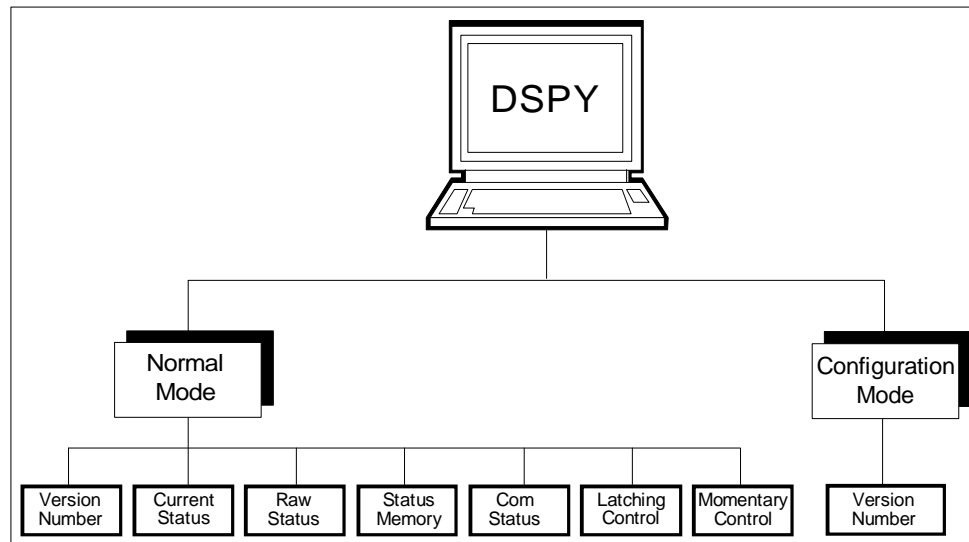 DSPY
Normal
Mode
Configuration
Mode
Version
Number
Current
Status
Raw
Status
Status
Memory
Com
Status
Latching
Control
Momentary
Control
Version
Number